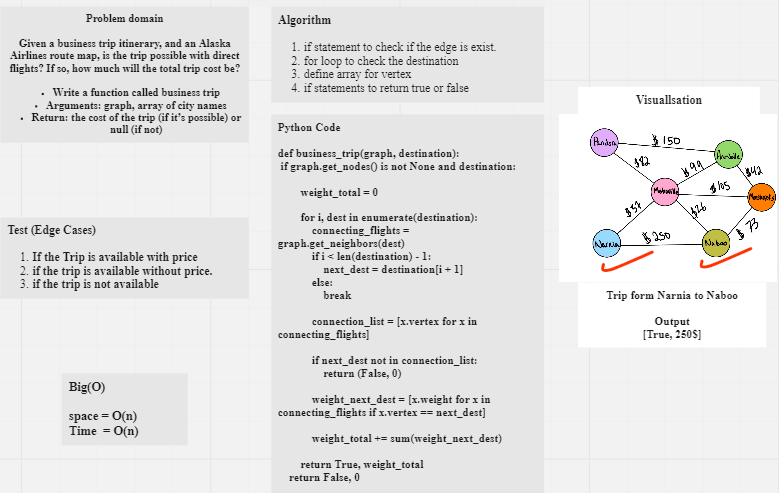 Problem domain
Given a business trip itinerary, and an Alaska
Airlines route map, is the trip possible with direct
flights? If so, how much will the total trip cost be?
• Write a function called business trip
• Arguments: graph, array of city names
• Return: the cost of the trip (if it's possible) or
null (if not)
Test (Edge Cases)
1. If the Trip is available with price
2. if the trip is available without price.
3. if the trip is not available
Big(O)
space = O(n)
Time = O(n)
Algorithm
1. if statement to check if the edge is exist.
2. for loop to check the destination
3. define array for vertex
4. if statements to return true or false
Python Code
def business_trip(graph, destination):
if graph.get_nodes() is not None and destination:
weight_total = 0
for i, dest in enumerate(destination):
connecting_flights =
graph.get_neighbors(dest)
if i < len(destination) - 1:
next_dest = destination[i + 1]
else:
break
connection_list = [x.vertex for x in
connecting_flights]
if next_dest not in connection_list:
return (False, 0)
weight_next_dest = [x.weight for x in
connecting_flights if x.vertex == next_dest]
weight_total += sum(weight_next_dest)
return True, weight_total
return False, 0
Visuallsation
Pandora
$150
$82
$99
$42
$105
$26
$250
$73
Narnia
Naboo
Trip form Narnia to Naboo
Output
[True, 250$]